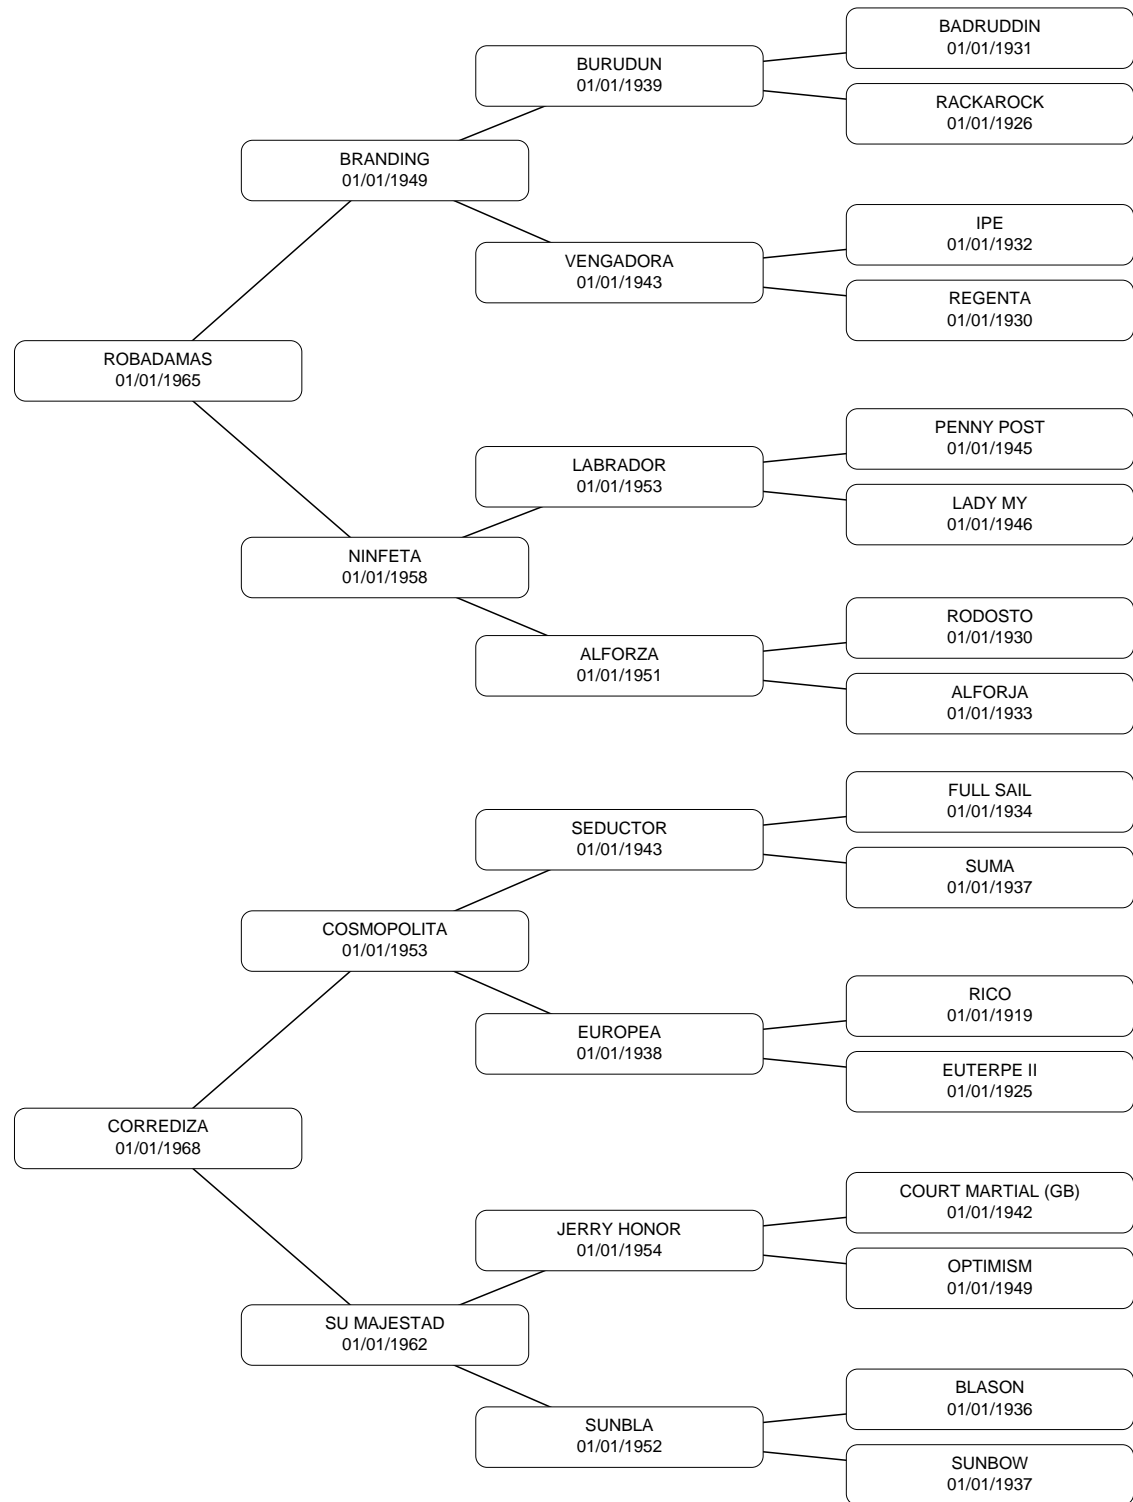 BADRUDDIN
01/01/1931
BURUDUN
01/01/1939
RACKAROCK
01/01/1926
BRANDING
01/01/1949
IPE
01/01/1932
VENGADORA
01/01/1943
REGENTA
01/01/1930
ROBADAMAS
01/01/1965
PENNY POST
01/01/1945
LABRADOR
01/01/1953
LADY MY
01/01/1946
NINFETA
01/01/1958
RODOSTO
01/01/1930
ALFORZA
01/01/1951
ALFORJA
01/01/1933
FULL SAIL
01/01/1934
SEDUCTOR
01/01/1943
SUMA
01/01/1937
COSMOPOLITA
01/01/1953
RICO
01/01/1919
EUROPEA
01/01/1938
EUTERPE II
01/01/1925
CORREDIZA
01/01/1968
COURT MARTIAL (GB)
01/01/1942
JERRY HONOR
01/01/1954
OPTIMISM
01/01/1949
SU MAJESTAD
01/01/1962
BLASON
01/01/1936
SUNBLA
01/01/1952
SUNBOW
01/01/1937